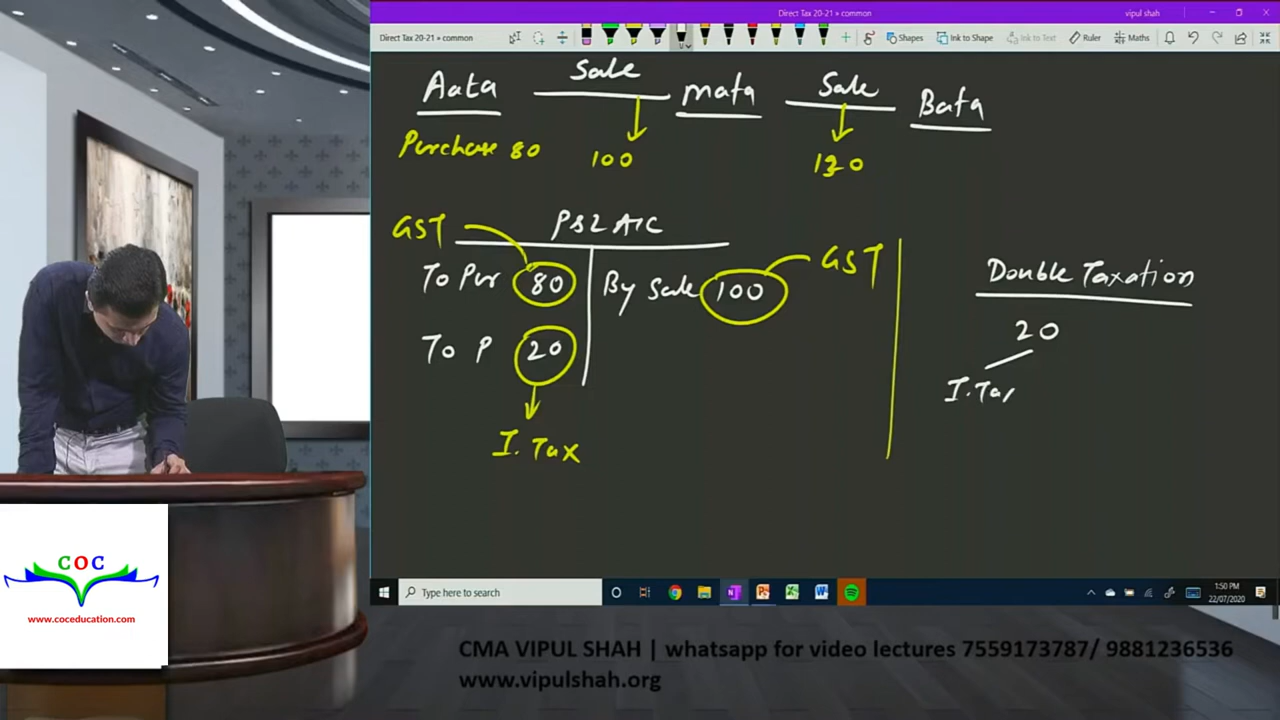 Direct Tax 20-21 » common
vipul shah
Direct Tax 20-21 » common
Shapes
Ink to Shape
Ink to Text
Ruler
Maths
Aata Sale mata Sale Bata
Purchase 80 100 120
GST P&L A/C GST
To Pur 80 By Sale 100
To P 20
I. Tax
Double Taxation
20
I. Tax
COC
www.coceducation.com
Type here to search
1:50 PM
22/07/2020
CMA VIPUL SHAH | whatsapp for video lectures 7559173787/ 9881236536
www.vipulshah.org